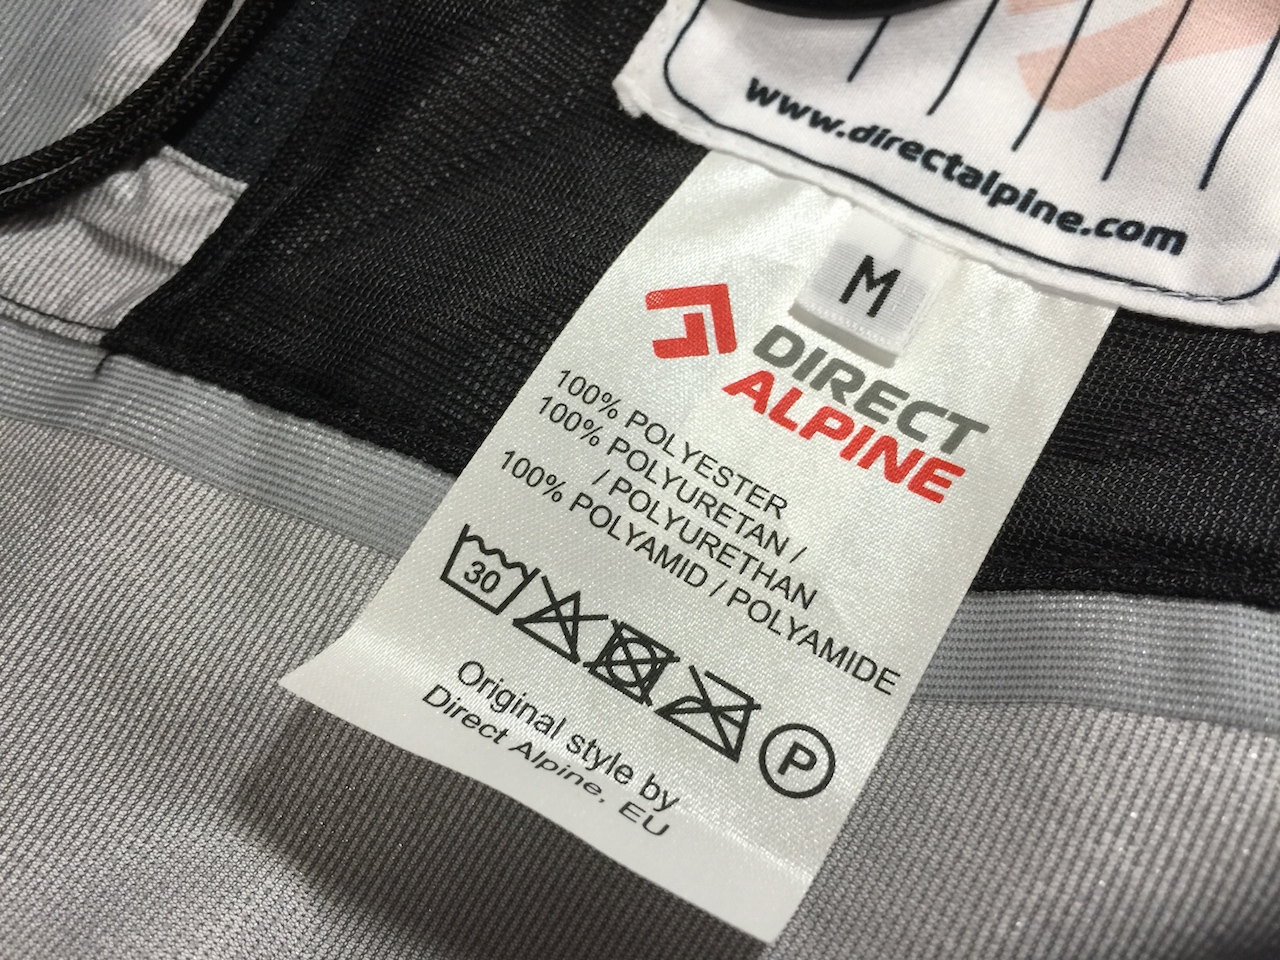 www.directalpine.com
M
DIRECT
ALPINE
100% POLYESTER
100% POLYURETAN /
/ POLYURETHAN
100% POLYAMID / POLYAMIDE
30
P
Original style by
Direct Alpine, EU